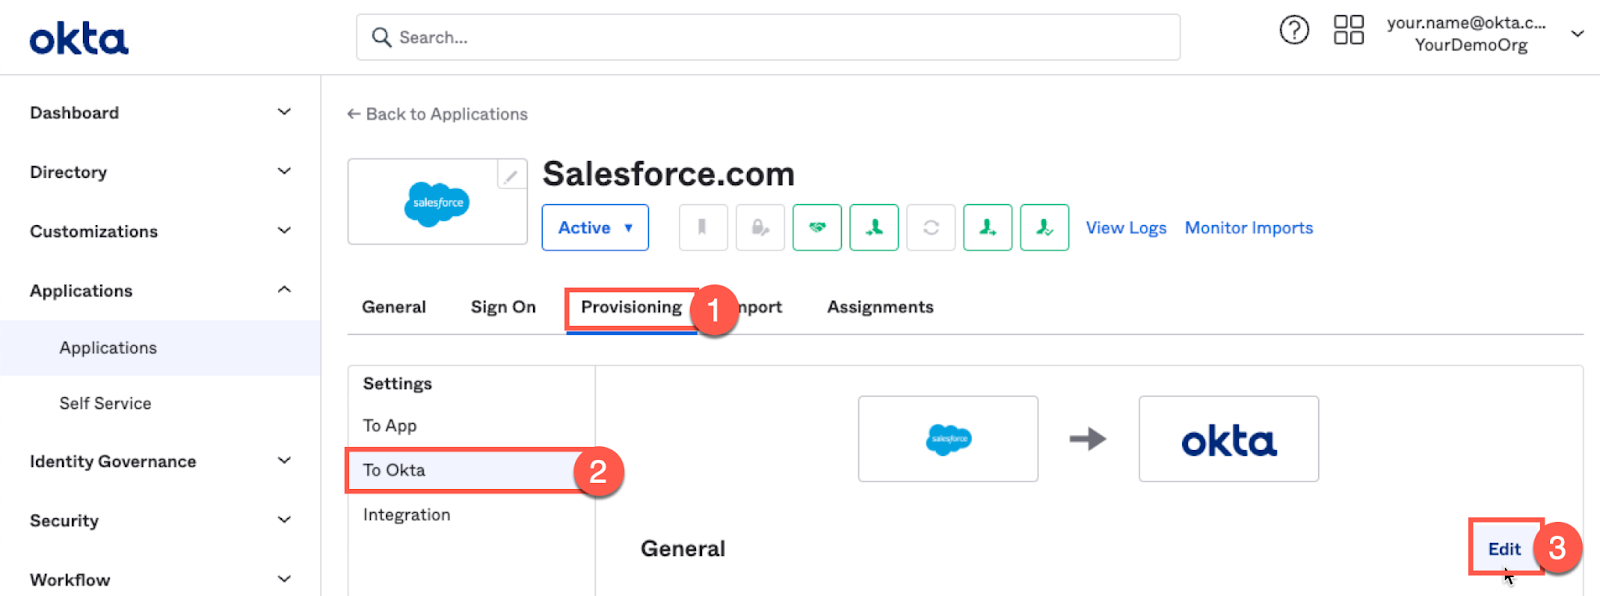 okta
Search...
your.name@okta.c...
YourDemoOrg
Dashboard
Directory
Customizations
Applications
Applications
Self Service
Identity Governance
Security
Workflow
← Back to Applications
salesforce
Salesforce.com
Active
View Logs
Monitor Imports
General
Sign On
Provisioning
1
mport
Assignments
Settings
To App
To Okta
2
Integration
salesforce
okta
General
Edit
3